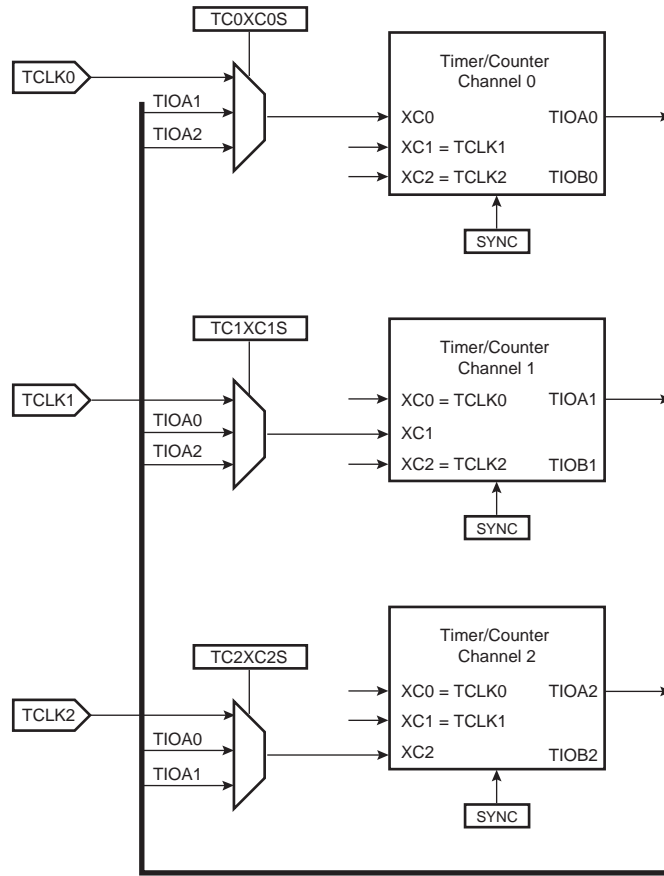 TC0XC0S
TCLK0
TIOA1
TIOA2
Timer/Counter
Channel 0
XC0
TIOA0
XC1 = TCLK1
XC2 = TCLK2
TIOB0
SYNC
TC1XC1S
TCLK1
TIOA0
TIOA2
Timer/Counter
Channel 1
XC0 = TCLK0
TIOA1
XC1
XC2 = TCLK2
TIOB1
SYNC
TC2XC2S
TCLK2
TIOA0
TIOA1
Timer/Counter
Channel 2
XC0 = TCLK0
TIOA2
XC1 = TCLK1
XC2
TIOB2
SYNC